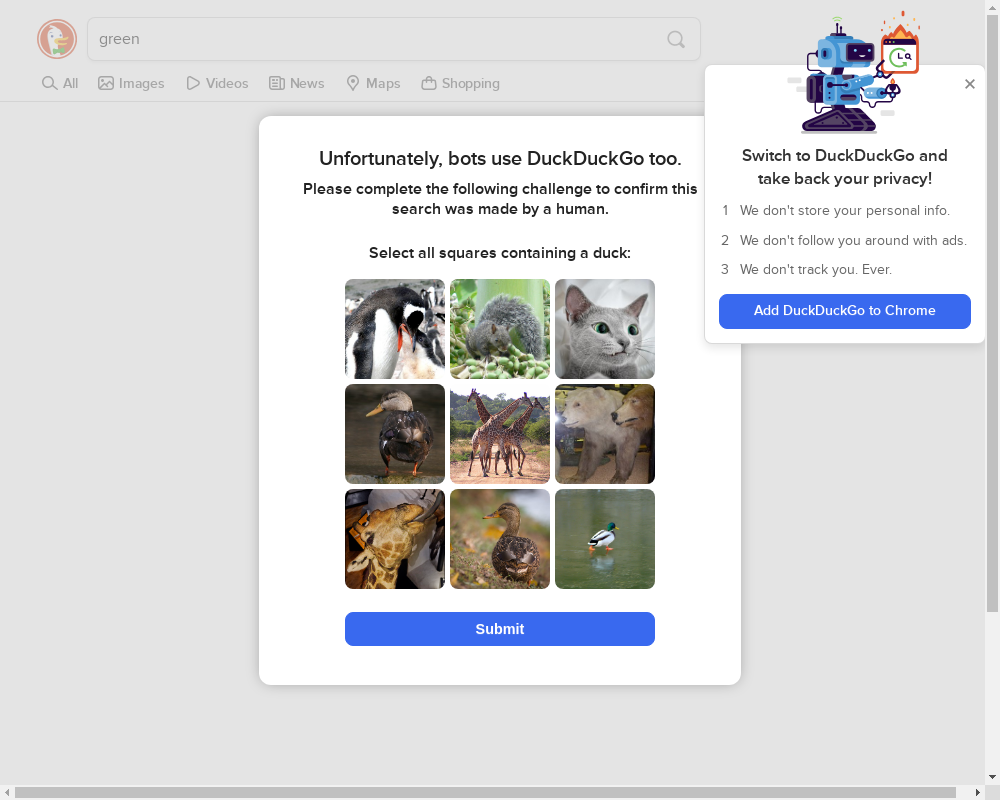 green
All
Images
Videos
News
Maps
Shopping
Unfortunately, bots use DuckDuckGo too.
Please complete the following challenge to confirm this
search was made by a human.
Select all squares containing a duck:
Submit
Switch to DuckDuckGo and
take back your privacy!
1 We don't store your personal info.
2 We don't follow you around with ads.
3 We don't track you. Ever.
Add DuckDuckGo to Chrome